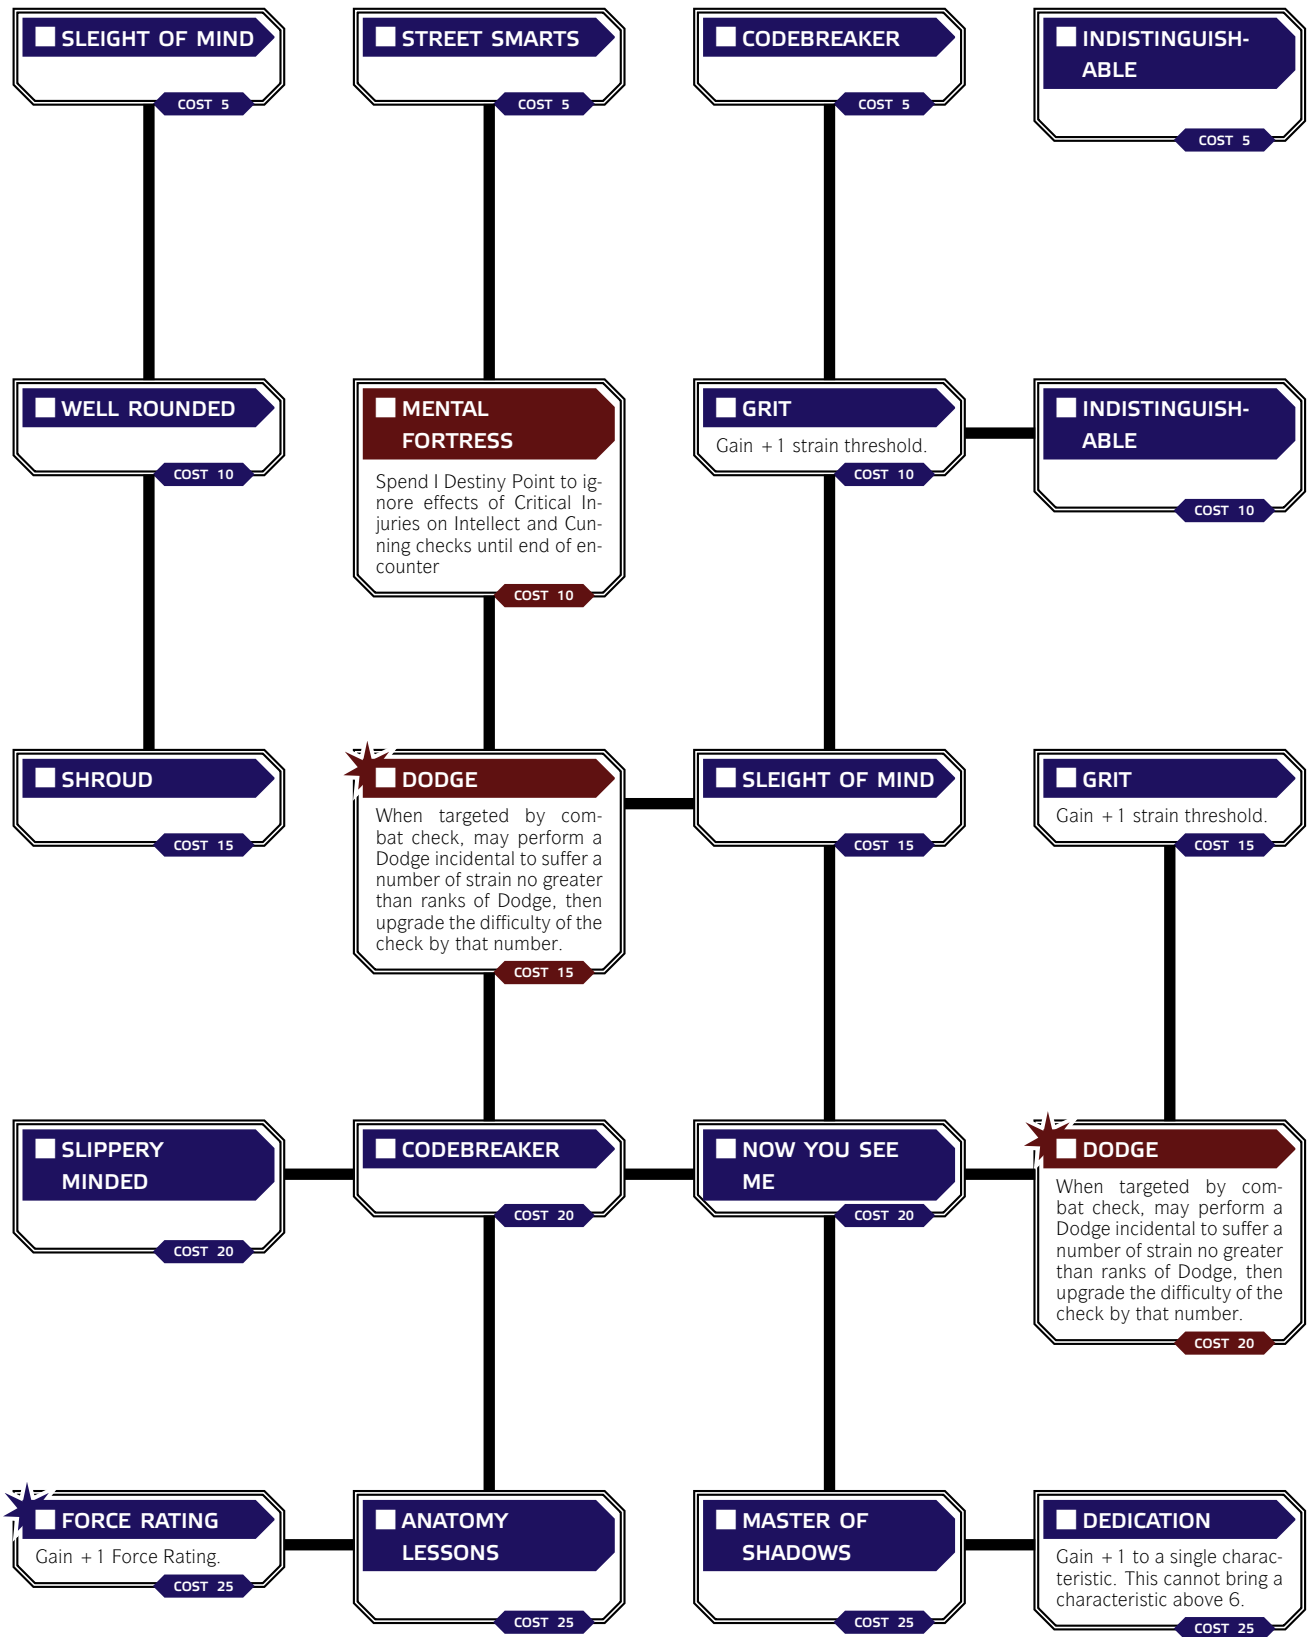 SLEIGHT OF MIND
COST 5
STREET SMARTS
COST 5
CODEBREAKER
COST 5
INDISTINGUISH-
ABLE
COST 5
WELL ROUNDED
COST 10
MENTAL
FORTRESS
Spend I Destiny Point to ig-
nore effects of Critical In-
juries on Intellect and Cun-
ning checks until end of en-
counter
COST 10
GRIT
Gain +1 strain threshold.
COST 10
INDISTINGUISH-
ABLE
COST 10
SHROUD
COST 15
DODGE
When targeted by com-
bat check, may perform a
Dodge incidental to suffer a
number of strain no greater
than ranks of Dodge, then
upgrade the difficulty of the
check by that number.
COST 15
SLEIGHT OF MIND
COST 15
GRIT
Gain +1 strain threshold.
COST 15
SLIPPERY
MINDED
COST 20
CODEBREAKER
COST 20
NOW YOU SEE
ME
COST 20
DODGE
When targeted by com-
bat check, may perform a
Dodge incidental to suffer a
number of strain no greater
than ranks of Dodge, then
upgrade the difficulty of the
check by that number.
COST 20
FORCE RATING
Gain +1 Force Rating.
COST 25
ANATOMY
LESSONS
COST 25
MASTER OF
SHADOWS
COST 25
DEDICATION
Gain +1 to a single charac-
teristic. This cannot bring a
characteristic above 6.
COST 25